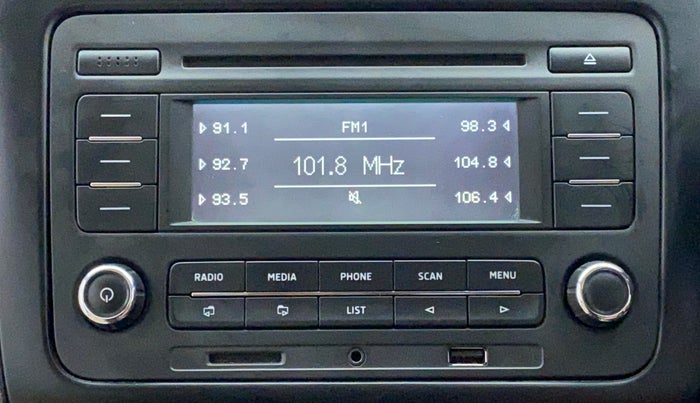 91.1 FM1 98.3
92.7 101.8 MHz 104.8
93.5 106.4
RADIO MEDIA PHONE SCAN MENU
LIST